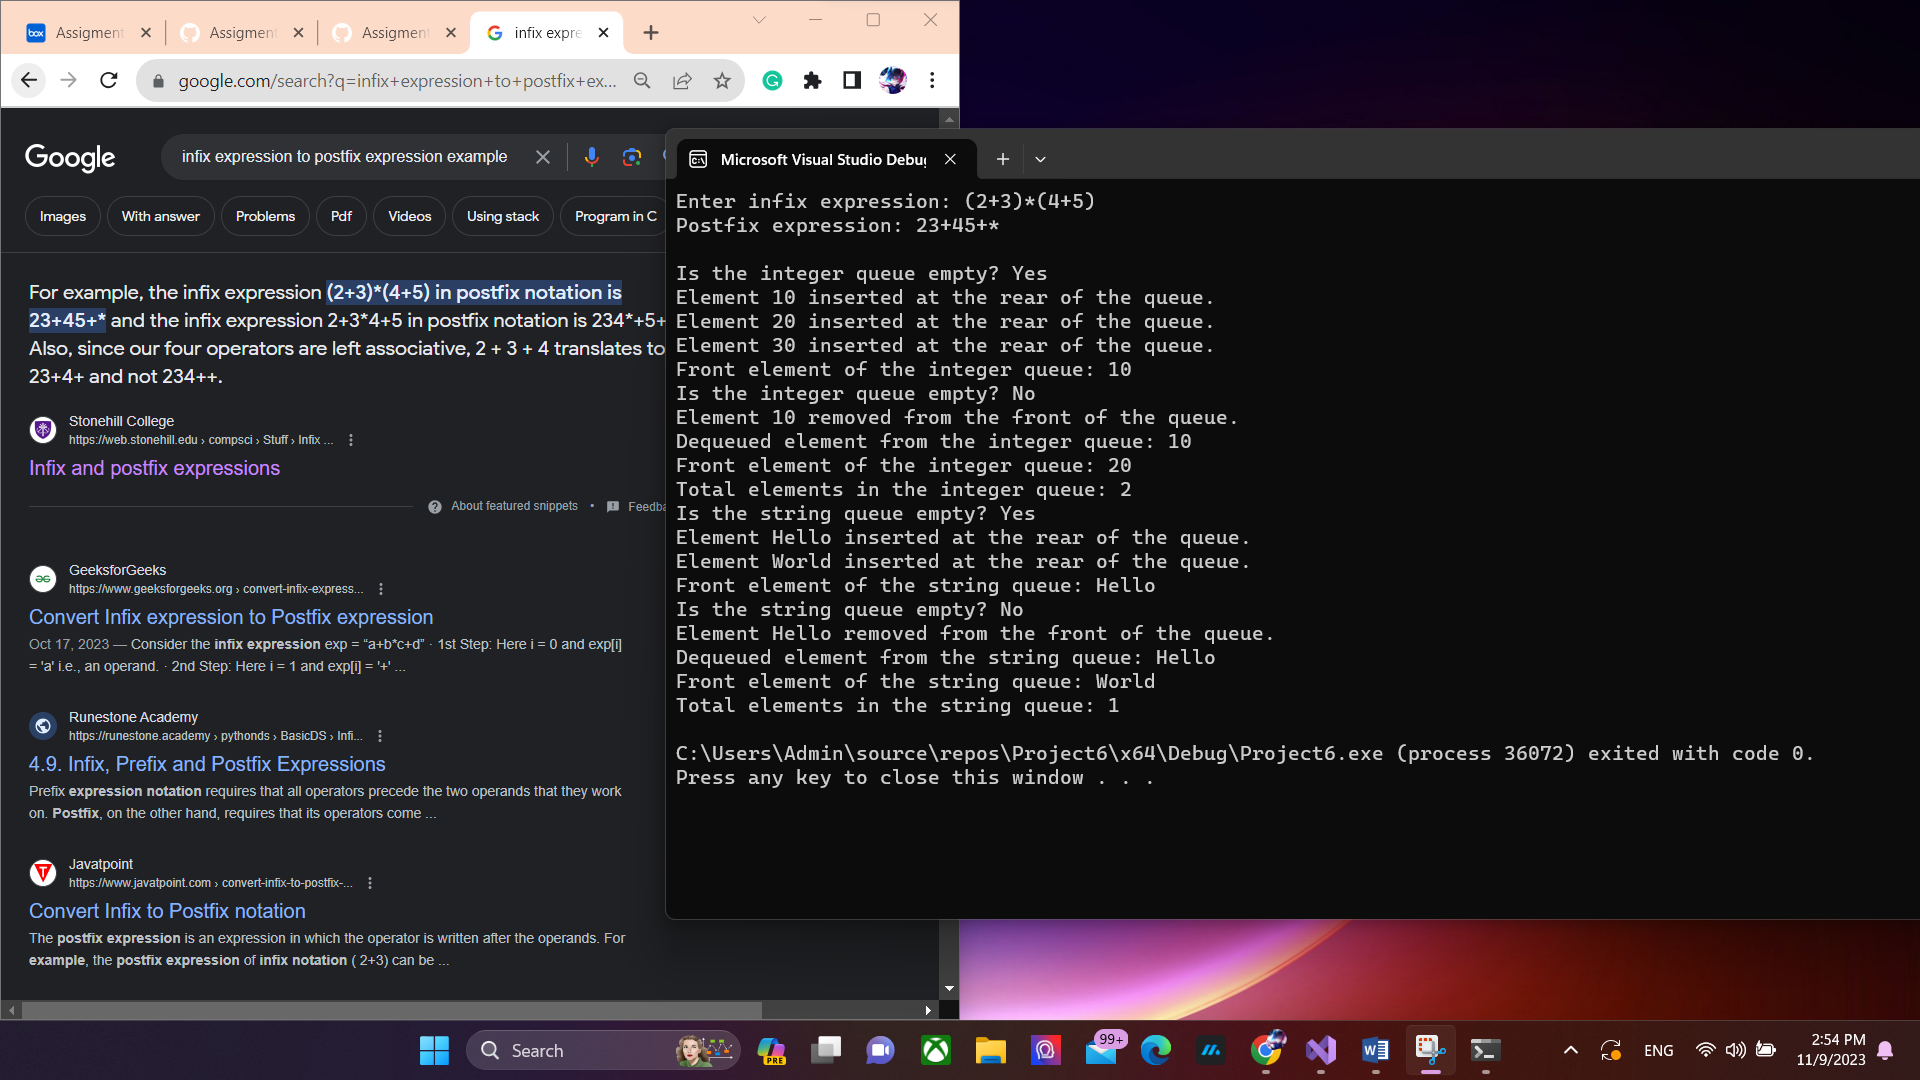 box Assigment
Assigment
Assigment
infix expre
google.com/search?q=infix+expression+to+postfix+ex...
Google
infix expression to postfix expression example
Images
With answer
Problems
Pdf
Videos
Using stack
Program in C
For example, the infix expression (2+3)*(4+5) in postfix notation is
23+45+* and the infix expression 2+3*4+5 in postfix notation is 234*+5+
Also, since our four operators are left associative, 2 + 3 + 4 translates to
23+4+ and not 234++.
Stonehill College
https://web.stonehill.edu › compsci › Stuff › Infix ...
Infix and postfix expressions
About featured snippets • Feedba
GeeksforGeeks
https://www.geeksforgeeks.org › convert-infix-express...
Convert Infix expression to Postfix expression
Oct 17, 2023 — Consider the infix expression exp = “a+b*c+d” · 1st Step: Here i = 0 and exp[i]
= 'a' i.e., an operand. · 2nd Step: Here i = 1 and exp[i] = '+' ...
Runestone Academy
https://runestone.academy › pythonds › BasicDS › Infi...
4.9. Infix, Prefix and Postfix Expressions
Prefix expression notation requires that all operators precede the two operands that they work
on. Postfix, on the other hand, requires that its operators come ...
Javatpoint
https://www.javatpoint.com › convert-infix-to-postfix-...
Convert Infix to Postfix notation
The postfix expression is an expression in which the operator is written after the operands. For
example, the postfix expression of infix notation ( 2+3) can be ...
Microsoft Visual Studio Debug
Enter infix expression: (2+3)*(4+5)
Postfix expression: 23+45+*
Is the integer queue empty? Yes
Element 10 inserted at the rear of the queue.
Element 20 inserted at the rear of the queue.
Element 30 inserted at the rear of the queue.
Front element of the integer queue: 10
Is the integer queue empty? No
Element 10 removed from the front of the queue.
Dequeued element from the integer queue: 10
Front element of the integer queue: 20
Total elements in the integer queue: 2
Is the string queue empty? Yes
Element Hello inserted at the rear of the queue.
Element World inserted at the rear of the queue.
Front element of the string queue: Hello
Is the string queue empty? No
Element Hello removed from the front of the queue.
Dequeued element from the string queue: Hello
Front element of the string queue: World
Total elements in the string queue: 1
C:\Users\Admin\source\repos\Project6\x64\Debug\Project6.exe (process 36072) exited with code 0.
Press any key to close this window . . .
Search
PRE
99+
ENG
2:54 PM
11/9/2023